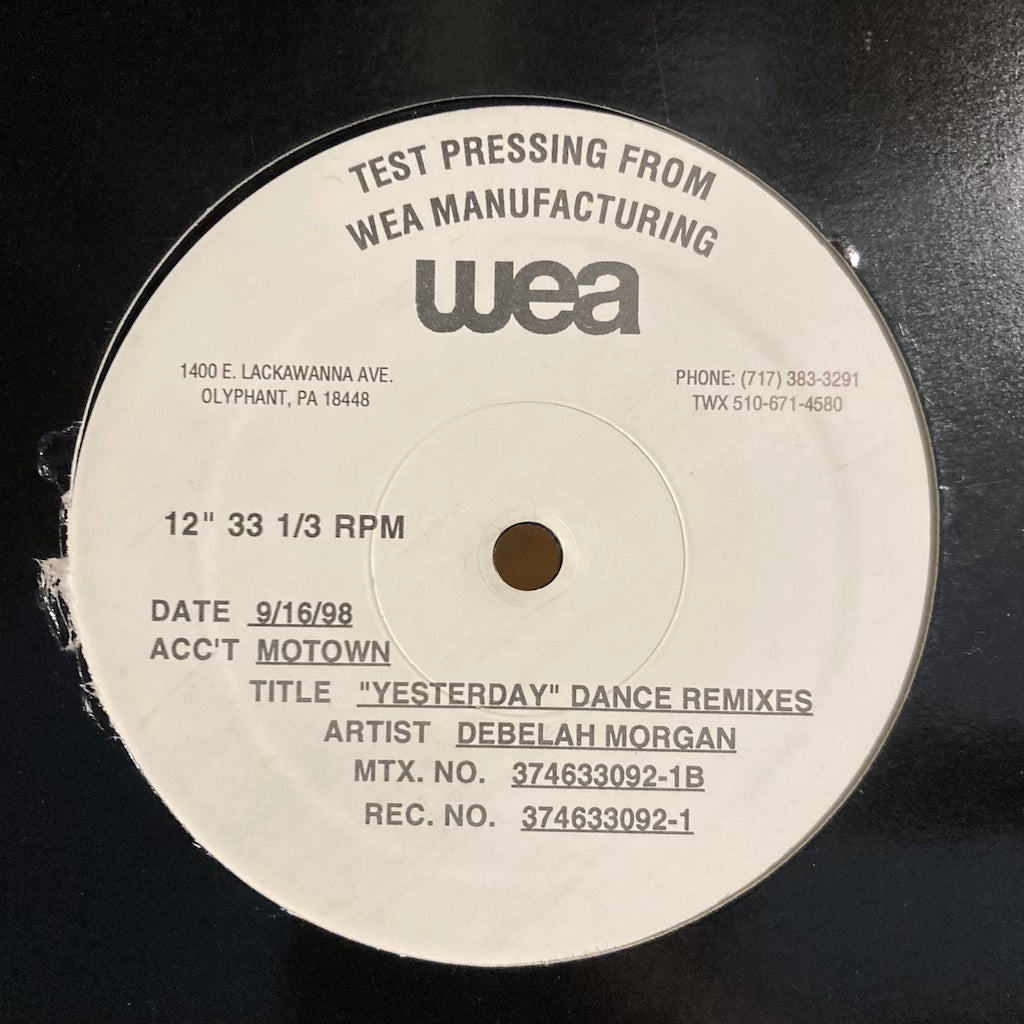 TEST PRESSING FROM
WEA MANUFACTURING
wea
1400 E. LACKAWANNA AVE.
OLYPHANT, PA 18448
PHONE: (717) 383-3291
TWX 510-671-4580
12" 33 1/3 RPM
DATE 9/16/98
ACC'T MOTOWN
TITLE "YESTERDAY" DANCE REMIXES
ARTIST DEBELAH MORGAN
MTX. NO. 374633092-1B
REC. NO. 374633092-1